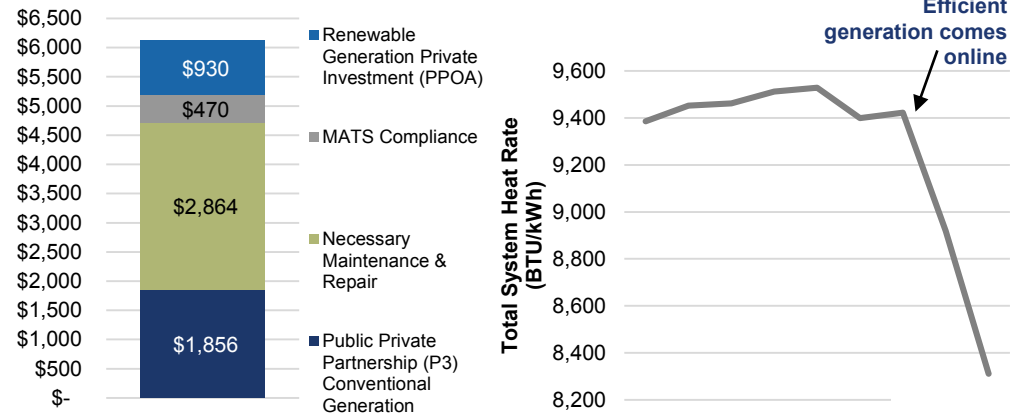 $6,500
$6,000
$5,500
$5,000
$4,500
$4,000
$3,500
$3,000
$2,500
$2,000
$1,500
$1,000
$500
$-
$930
$470
$2,864
$1,856
Renewable
Generation Private
Investment (PPOA)
MATS Compliance
Necessary
Maintenance &
Repair
Public Private
Partnership (P3)
Conventional
Generation
Efficient
generation comes
online
Total System Heat Rate
(BTU/kWh)
9,600
9,400
9,200
9,000
8,800
8,600
8,400
8,200